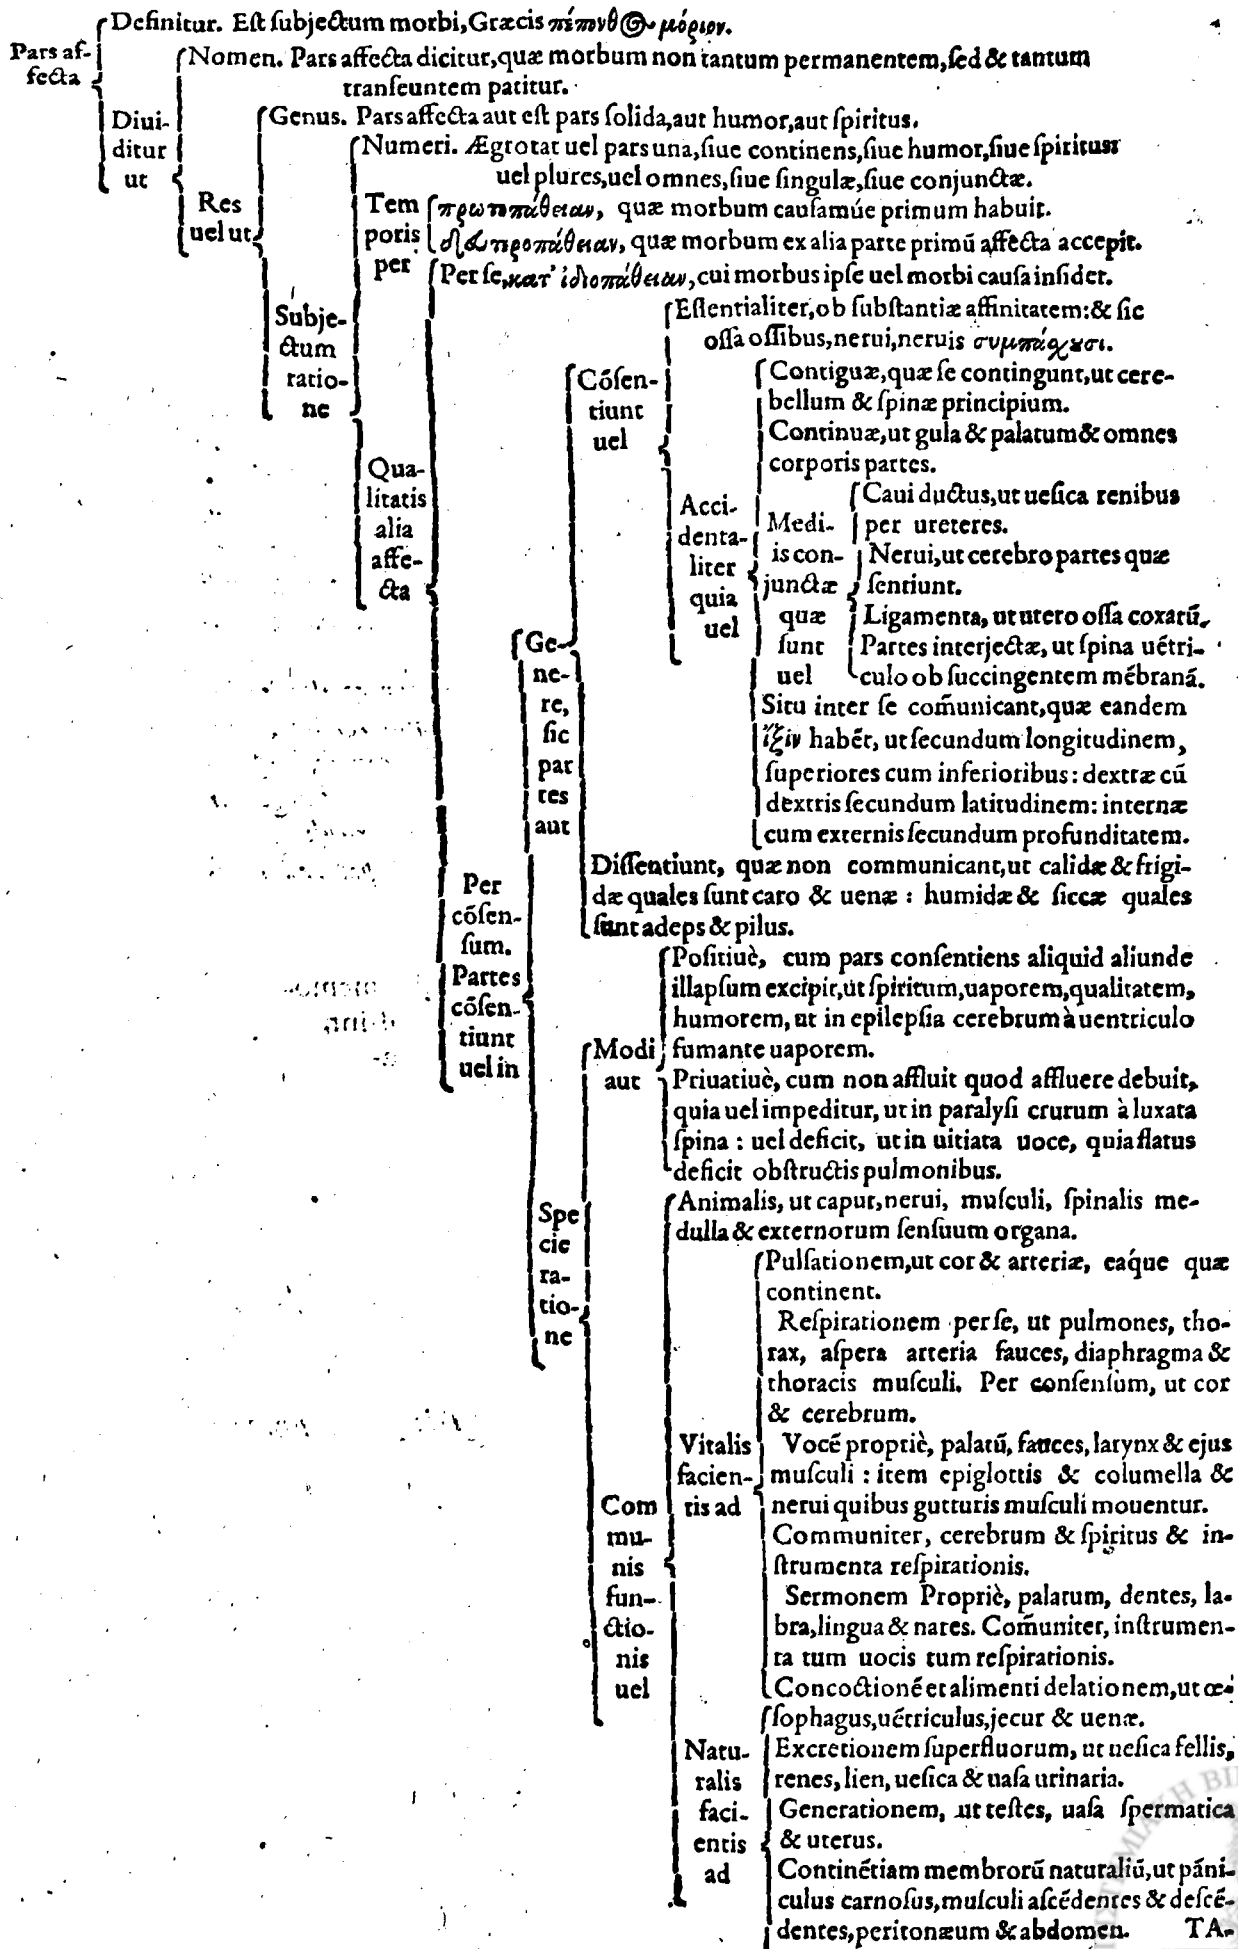 Definitur. Eſt ſubjectum morbi, Græcis πέπονθ@ μόριον.
Pars af-
fecta
Diui-
ditur
ut
Nomen. Pars affecta dicitur, quæ morbum non tantum permanentem, ſed & tantum
tranſeuntem patitur.
Res
uel ut
Genus. Pars affecta aut eſt pars ſolida, aut humor, aut ſpiritus.
Subje-
ctum
ratio-
ne
Numeri. Ægrotat uel pars una, ſiue continens, ſiue humor, ſiue ſpiritus:
uel plures, uel omnes, ſiue ſingulæ, ſiue conjunctæ.
Tem
poris
per
πρωτοπάθειαν, quæ morbum cauſamúe primum habuit.
δευτεροπάθειαν, quæ morbum ex alia parte primū affecta accepit.
Qua-
litatis
alia
affe-
cta
Per ſe, κατ' ἰδιοπάθειαν, cui morbus ipſe uel morbi cauſa inſidet.
Per
cōſen-
ſum.
Partes
cōſen-
tiunt
uel in
Ge-
ne-
re,
ſic
par
tes
aut
Cōſen-
tiunt
uel
Eſſentialiter, ob ſubſtantiæ affinitatem: & ſic
oſſa oſſibus, nerui, neruis συμπάχουσι.
Acci-
denta-
liter
quia
uel
Contiguæ, quæ ſe contingunt, ut cere-
bellum & ſpinæ principium.
Continuæ, ut gula & palatum & omnes
corporis partes.
Medi-
is con-
junctæ
quæ
ſunt
uel
Caui ductus, ut ueſica renibus
per ureteres.
Nerui, ut cerebro partes quæ
ſentiunt.
Ligamenta, ut utero oſſa coxarū.
Partes interjectæ, ut ſpina uētri-
culo ob ſuccingentem mēbranā.
Situ inter ſe com̄unicant, quæ eandem
ἵξιν habēt, ut ſecundum longitudinem,
ſuperiores cum inferioribus: dextræ cū
dextris ſecundum latitudinem: internæ
cum externis ſecundum profunditatem.
Diſſentiunt, quæ non communicant, ut calidæ & frigi-
dæ quales ſunt caro & uenæ: humidæ & ſiccæ quales
ſunt adeps & pilus.
Spe
cie
ra-
tio-
ne
Modi
aut
Poſitiuè, cum pars conſentiens aliquid aliunde
illapſum excipit, ut ſpiritum, uaporem, qualitatem,
humorem, ut in epilepſia cerebrum à uentriculo
fumante uaporem.
Priuatiuè, cum non affluit quod affluere debuit,
quia uel impeditur, ut in paralyſi crurum à luxata
ſpina: uel deficit, ut in uitiata uoce, quia flatus
deficit obſtructis pulmonibus.
Com
mu-
nis
fun-
ctio-
nis
uel
Animalis, ut caput, nerui, muſculi, ſpinalis me-
dulla & externorum ſenſuum organa.
Vitalis
facien-
tis ad
Pulſationem, ut cor & arteriæ, eáque quæ
continent.
Reſpirationem per ſe, ut pulmones, tho-
rax, aſpera arteria fauces, diaphragma &
thoracis muſculi. Per conſenſum, ut cor
& cerebrum.
Vocē propriè, palatū, fauces, larynx & ejus
muſculi: item epiglottis & columella &
nerui quibus gutturis muſculi mouentur.
Communiter, cerebrum & ſpiritus & in-
ſtrumenta reſpirationis.
Sermonem Propriè, palatum, dentes, la-
bra, lingua & nares. Com̄uniter, inſtrumen-
ta tum uocis tum reſpirationis.
Natu-
ralis
faci-
entis
ad
Concoctionē et alimenti delationem, ut œ-
ſophagus, uētriculus, jecur & uenæ.
Excretionem ſuperfluorum, ut ueſica fellis,
renes, lien, ueſica & uaſa urinaria.
Generationem, ut teſtes, uaſa ſpermatica
& uterus.
Continētiam membrorū naturaliū, ut pāni-
culus carnoſus, muſculi aſcēdentes & deſcē-
dentes, peritonæum & abdomen.
TA-